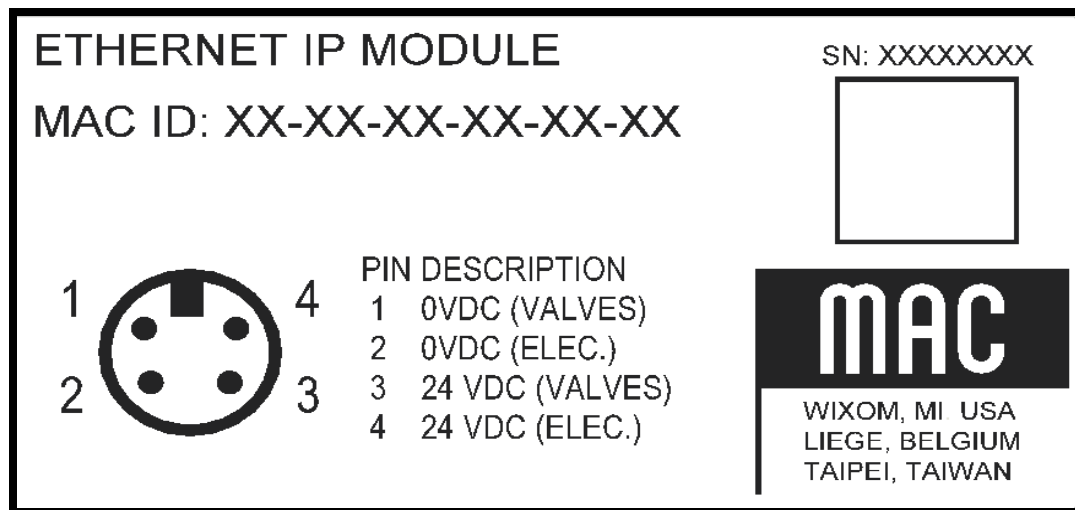 ETHERNET IP MODULE
SN: XXXXXXXX
MAC ID: XX-XX-XX-XX-XX-XX
PIN DESCRIPTION
1 0VDC (VALVES)
2 0VDC (ELEC.)
3 24 VDC (VALVES)
4 24 VDC (ELEC.)
1 4
2 3
MAC
WIXOM, MI. USA
LIEGE, BELGIUM
TAIPEI, TAIWAN